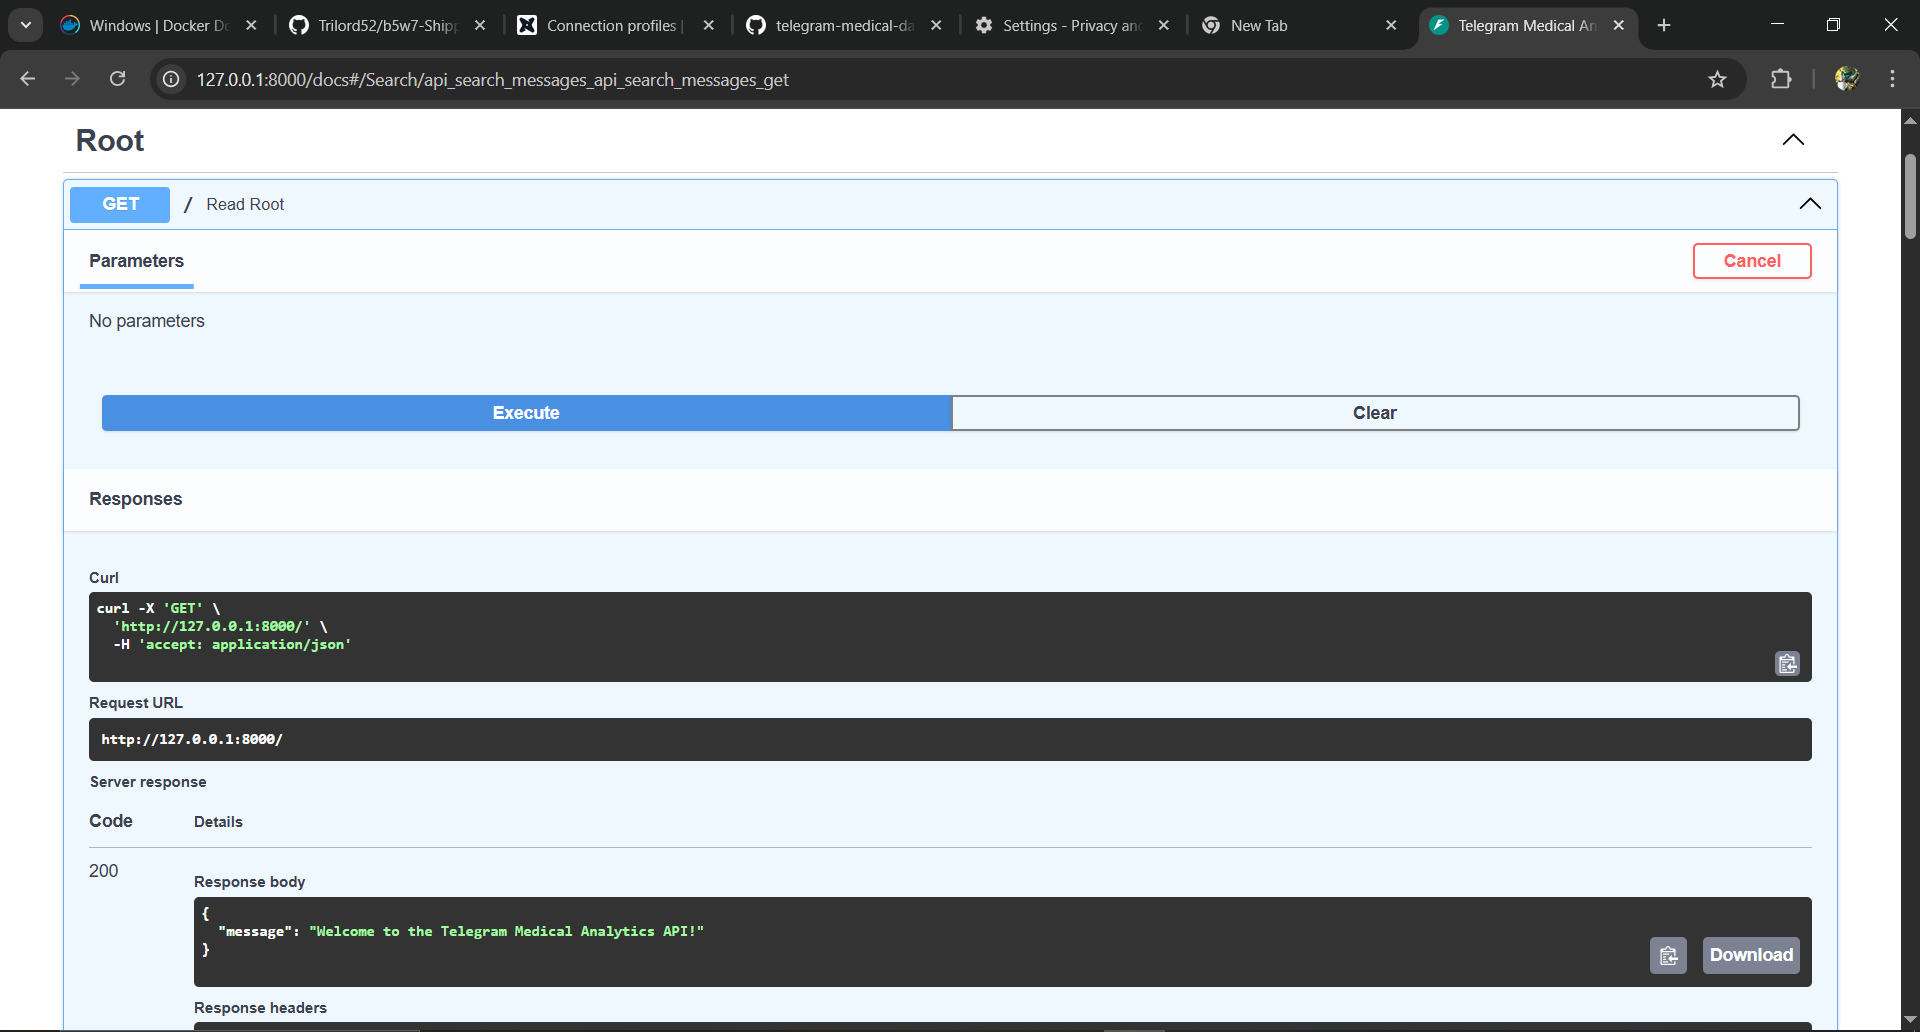 Windows | Docker Do
Trilord52/b5w7-Shipp
Connection profiles |
telegram-medical-da
Settings - Privacy and
New Tab
Telegram Medical An
127.0.0.1:8000/docs#/Search/api_search_messages_api_search_messages_get
Root
GET / Read Root
Parameters
Cancel
No parameters
Execute
Clear
Responses
Curl
curl -X 'GET' \
'http://127.0.0.1:8000/' \
-H 'accept: application/json'
Request URL
http://127.0.0.1:8000/
Server response
Code Details
200
Response body
{
"message": "Welcome to the Telegram Medical Analytics API!"
}
Download
Response headers